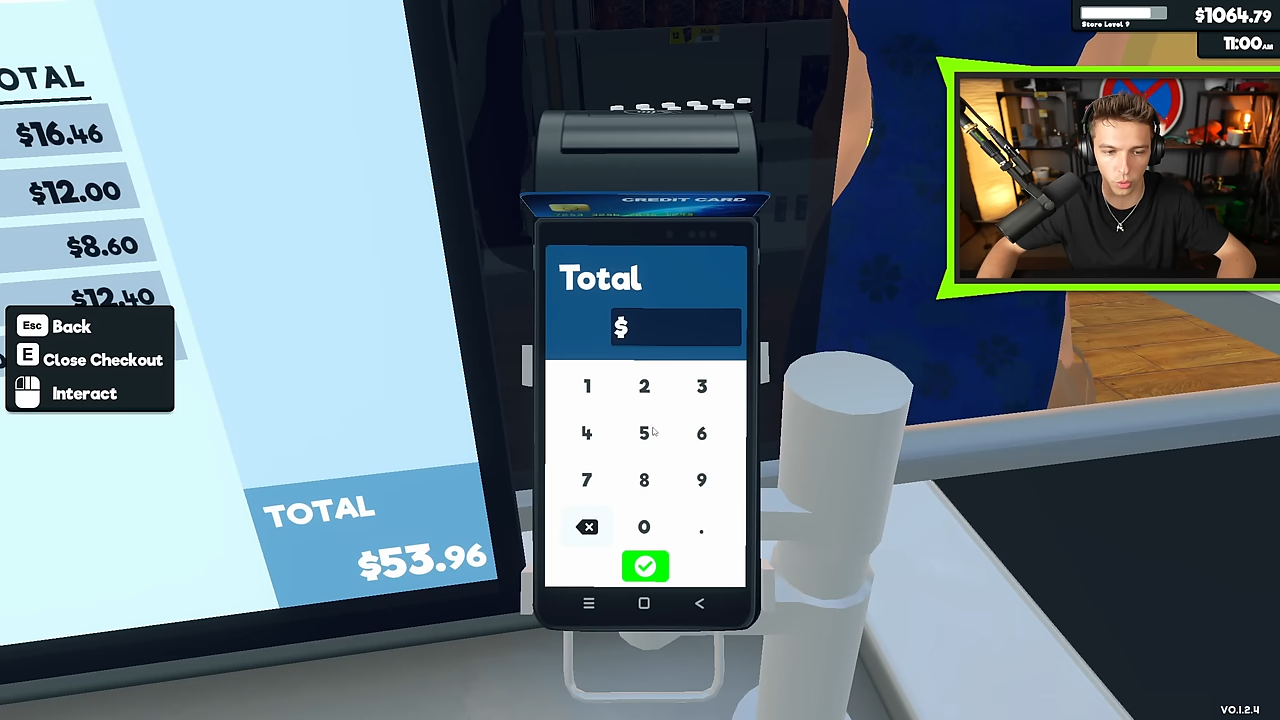 OTAL
$16.46
$12.00
$8.60
$12.40
Esc Back
E Close Checkout
Interact
TOTAL
$53.96
CREDIT CARD
Total
$
1 2 3
4 5 6
7 8 9
0 .
$1064.79
Store Level 9
11:00AM
V0.1.2.4